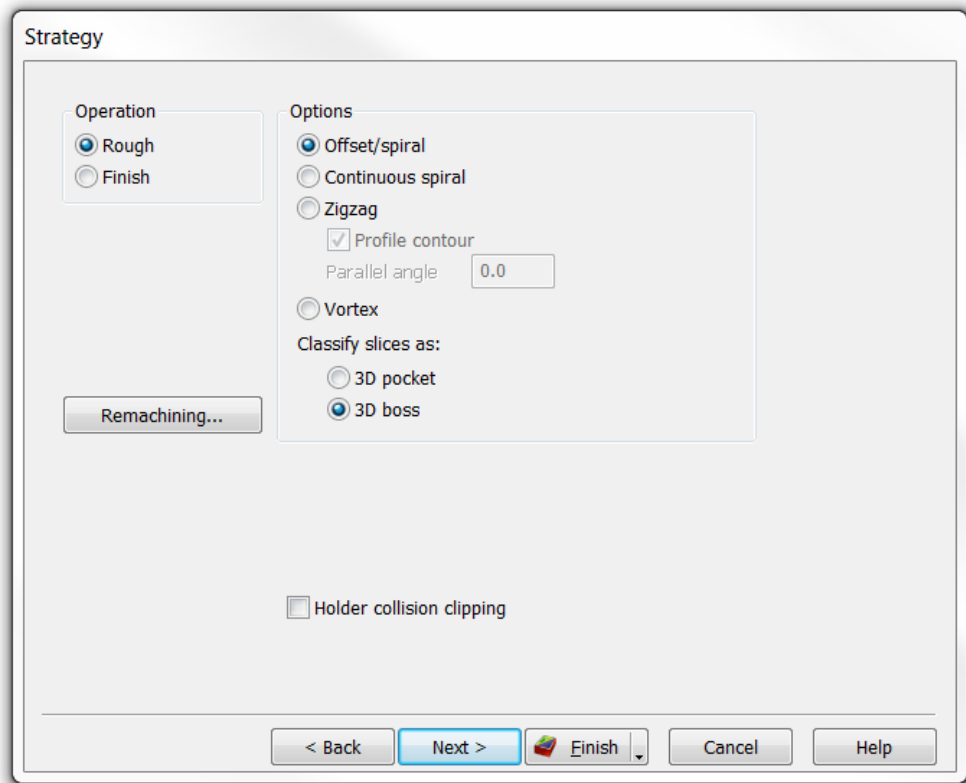 Strategy
Operation
Rough
Finish
Options
Offset/spiral
Continuous spiral
Zigzag
Profile contour
Parallel angle 0.0
Vortex
Classify slices as:
3D pocket
3D boss
Remachining...
Holder collision clipping
< Back Next > Finish Cancel Help